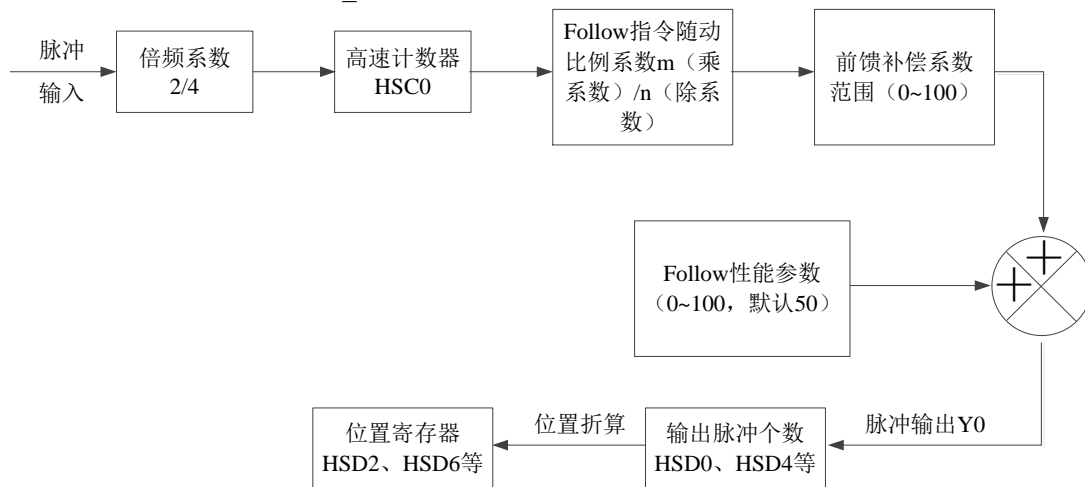 脉冲
输入
倍频系数
2/4
高速计数器
HSC0
Follow指令随动
比例系数m（乘
系数）/n（除系
数）
前馈补偿系数
范围（0~100）
Follow性能参数
（0~100，默认50）
脉冲输出Y0
输出脉冲个数
HSD0、HSD4等
位置折算
位置寄存器
HSD2、HSD6等